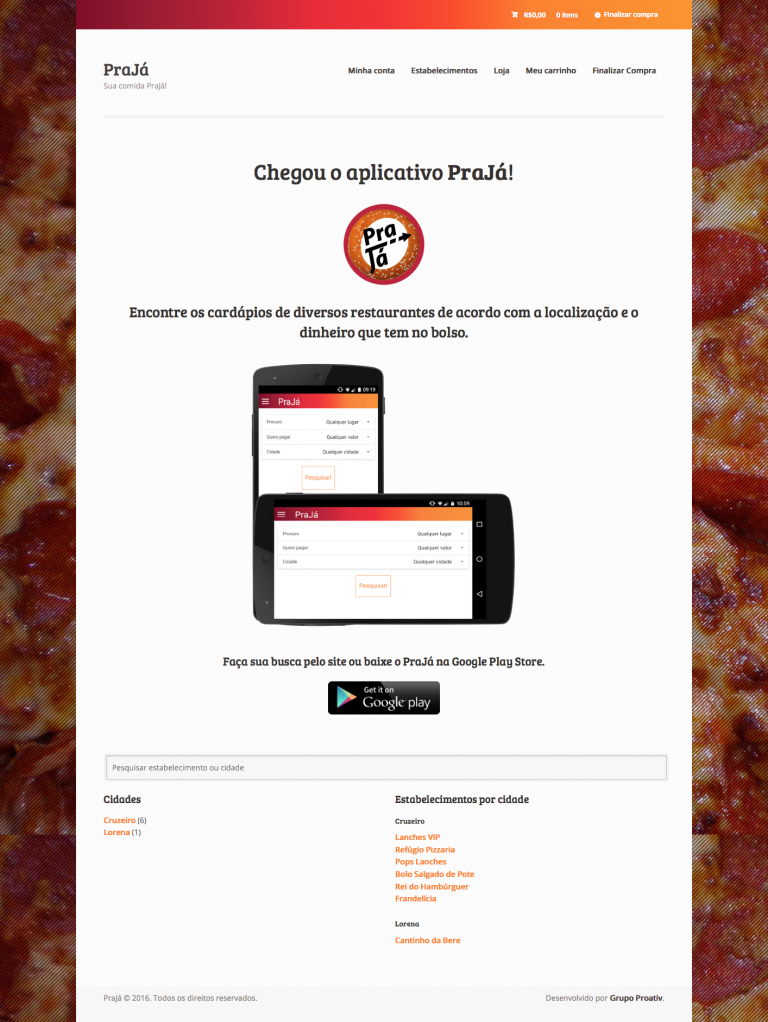 R$0,00 0 itens Finalizar compra
PraJá
Sua comida PraJá!
Minha conta Estabelecimentos Loja Meu carrinho Finalizar Compra
Chegou o aplicativo PraJá!
Pra
Já
Encontre os cardápios de diversos restaurantes de acordo com a localização e o
dinheiro que tem no bolso.
09:19
PraJá
Procuro Qualquer lugar
Quero pagar Qualquer valor
Cidade Qualquer cidade
Pesquisar!
10:59
PraJá
Procuro Qualquer lugar
Quero pagar Qualquer valor
Cidade Qualquer cidade
Pesquisar!
Faça sua busca pelo site ou baixe o PraJá na Google Play Store.
Get it on
Google play
Pesquisar estabelecimento ou cidade
Cidades
Cruzeiro (6)
Lorena (1)
Estabelecimentos por cidade
Cruzeiro
Lanches VIP
Refúgio Pizzaria
Pops Lanches
Bolo Salgado de Pote
Rei do Hambúrguer
Frandelícia
Lorena
Cantinho da Bere
PraJá © 2016. Todos os direitos reservados.
Desenvolvido por Grupo Proativ.